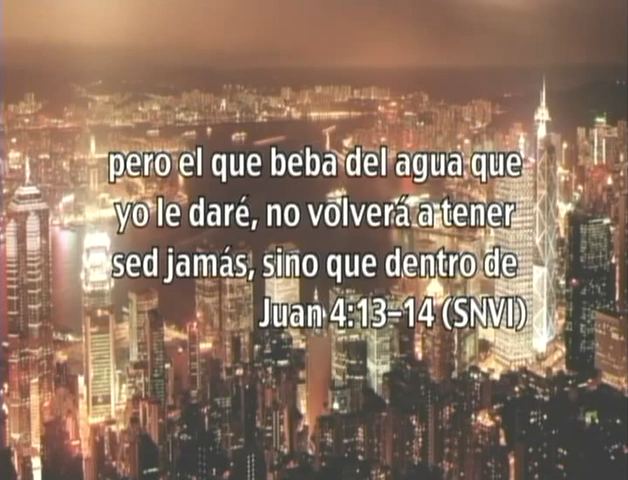 pero el que beba del agua que
yo le daré, no volverá a tener
sed jamás, sino que dentro de
Juan 4:13-14 (SNVI)